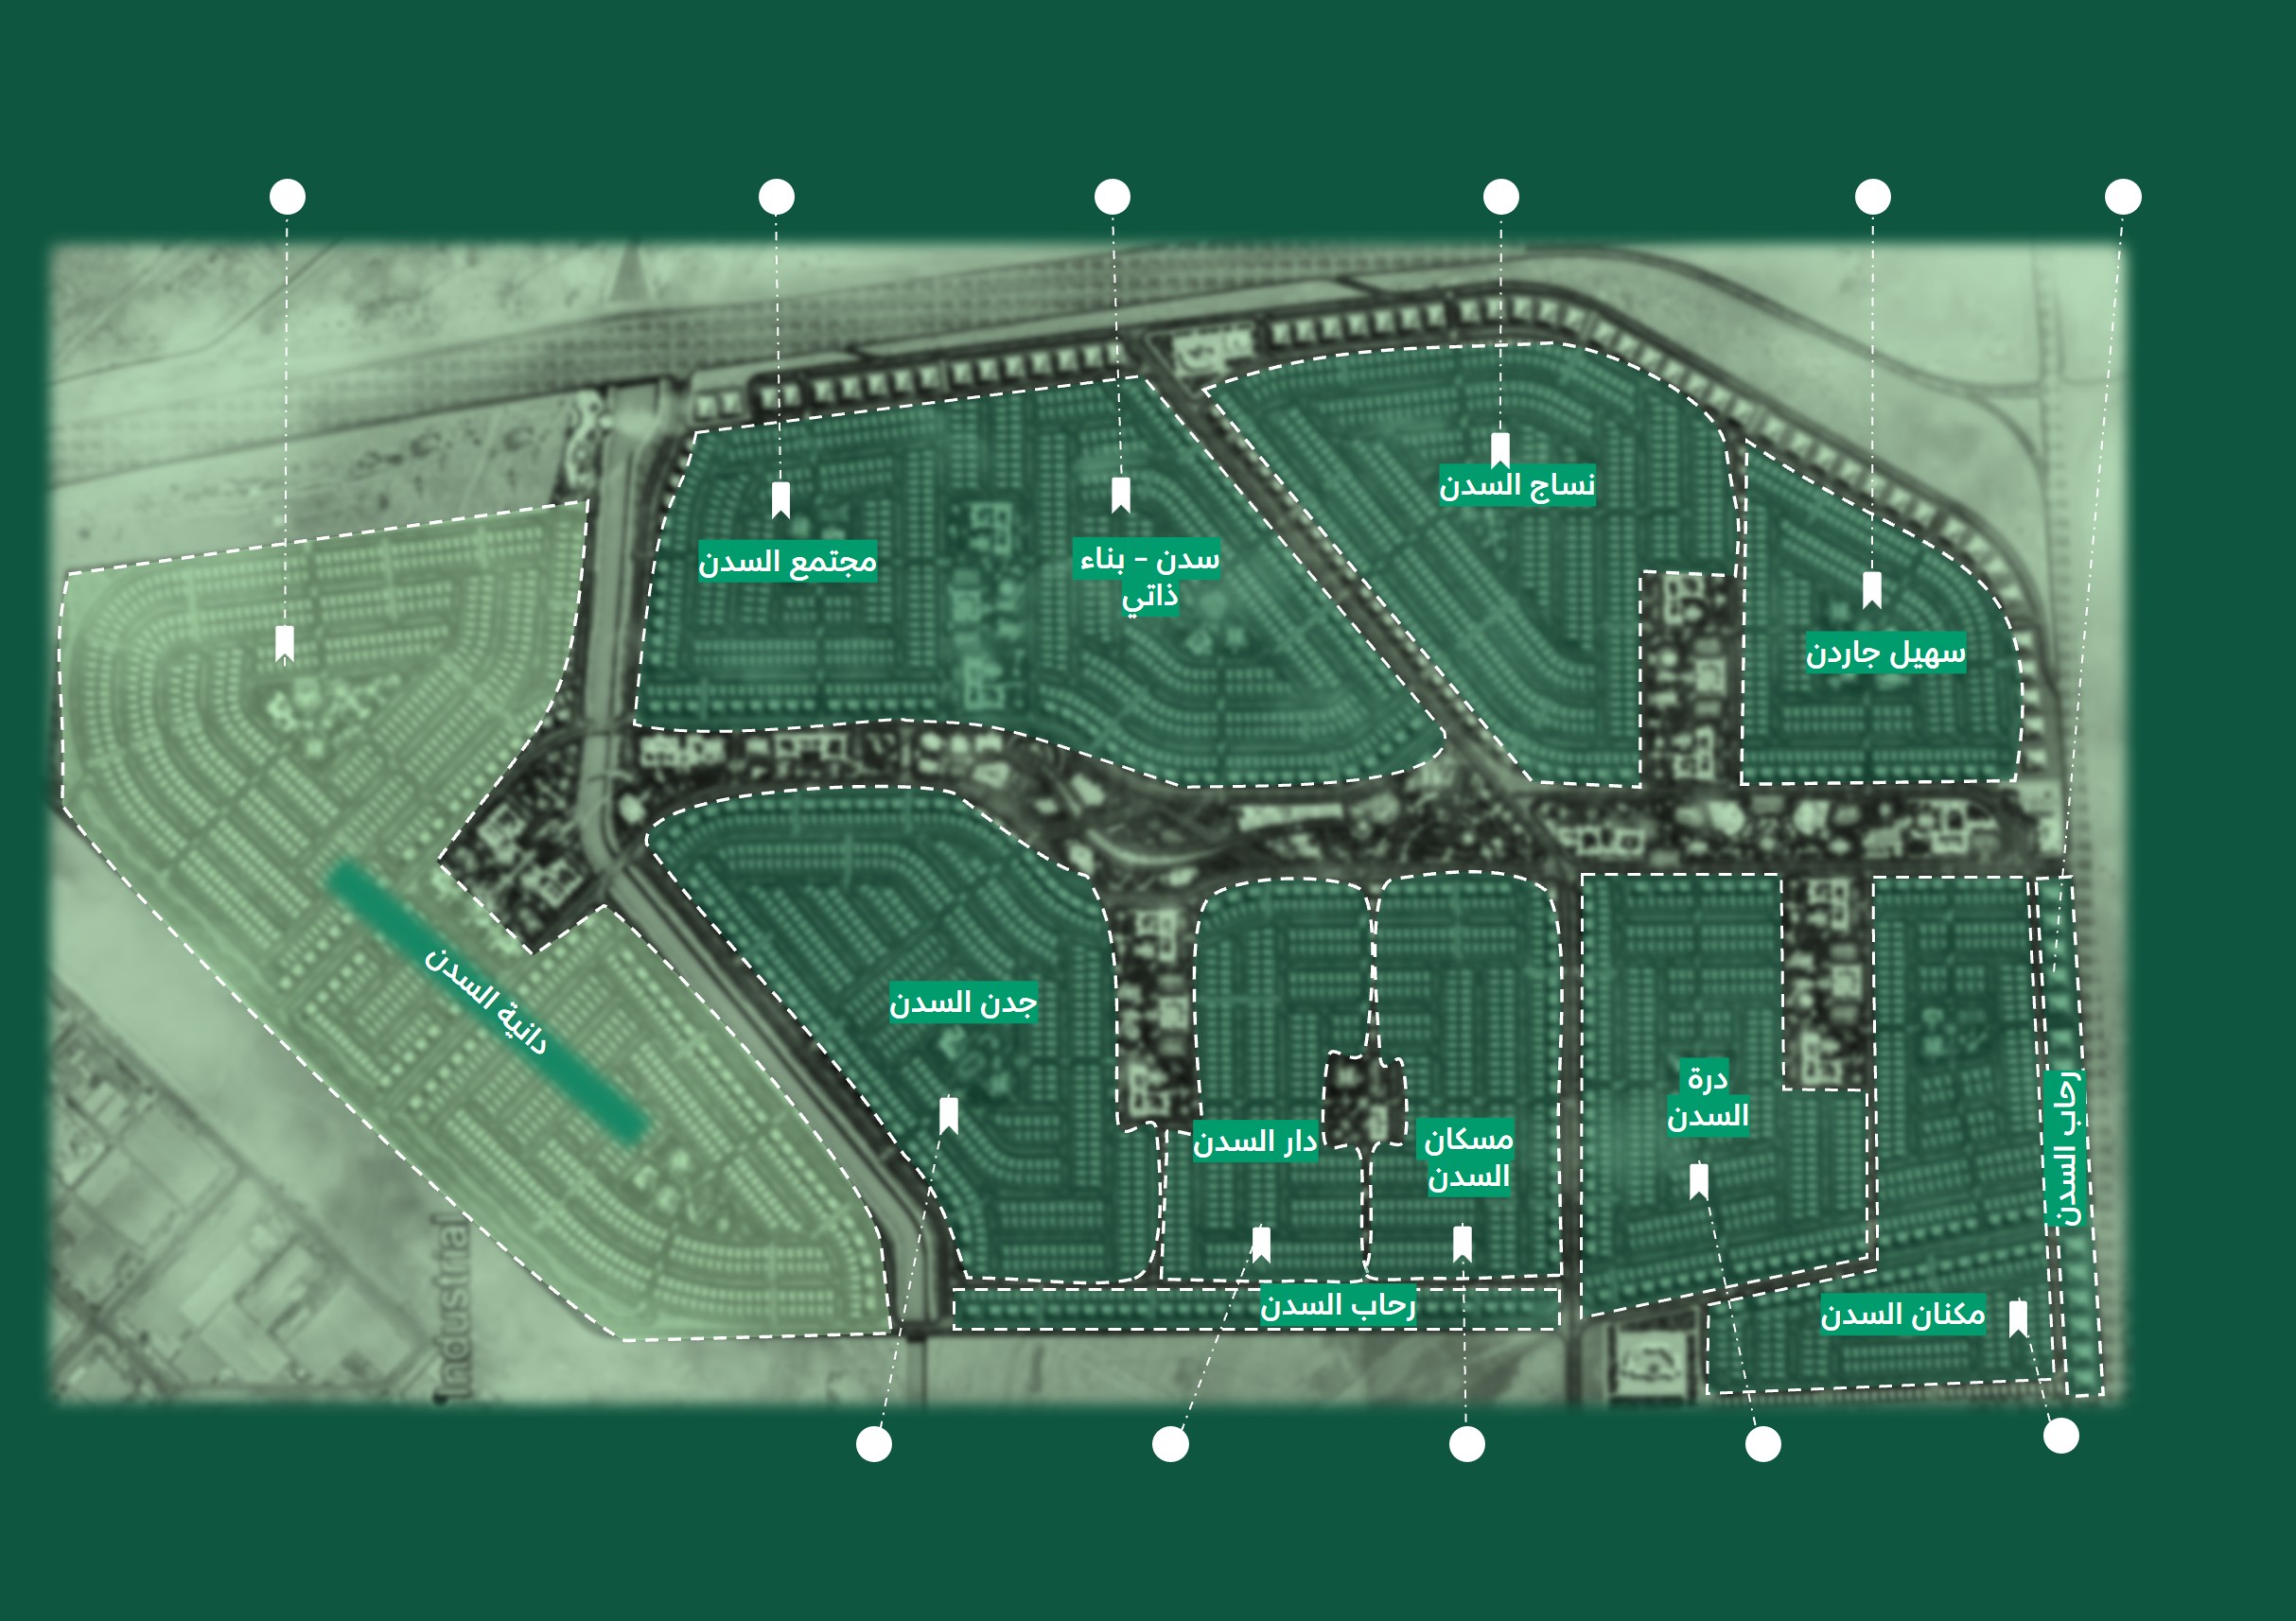 نساج السدن
سدن - بناء
ذاتي
مجتمع السدن
سهيل جاردن
دانية السدن
جدن السدن
درة
السدن
مسكان
السدن
دار السدن
رحاب السدن
رحاب السدن
مكنان السدن
Industrial